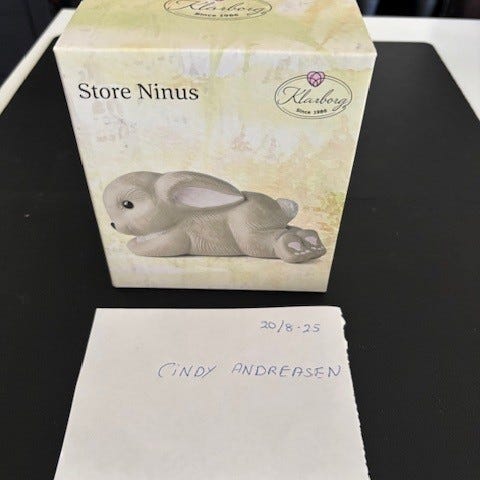 Klarborg
Since 1986
Store Ninus
Klarborg
Since 1986
20/8-25
CiNDY ANDREASEN